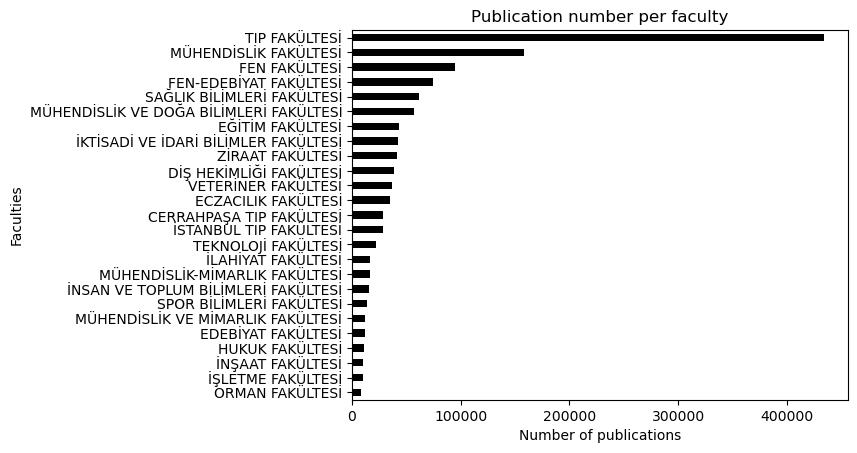 Publication number per faculty
TIP FAKÜLTESİ
MÜHENDİSLİK FAKÜLTESİ
FEN FAKÜLTESİ
FEN-EDEBİYAT FAKÜLTESİ
SAĞLIK BİLİMLERİ FAKÜLTESİ
MÜHENDİSLİK VE DOĞA BİLİMLERİ FAKÜLTESİ
EĞİTİM FAKÜLTESİ
İKTİSADİ VE İDARİ BİLİMLER FAKÜLTESİ
ZİRAAT FAKÜLTESİ
DİŞ HEKİMLİĞİ FAKÜLTESİ
VETERİNER FAKÜLTESİ
ECZACILIK FAKÜLTESİ
CERRAHPAŞA TIP FAKÜLTESİ
İSTANBUL TIP FAKÜLTESİ
TEKNOLOJİ FAKÜLTESİ
İLAHİYAT FAKÜLTESİ
MÜHENDİSLİK-MİMARLIK FAKÜLTESİ
İNSAN VE TOPLUM BİLİMLERİ FAKÜLTESİ
SPOR BİLİMLERİ FAKÜLTESİ
MÜHENDİSLİK VE MİMARLIK FAKÜLTESİ
EDEBİYAT FAKÜLTESİ
HUKUK FAKÜLTESİ
İNŞAAT FAKÜLTESİ
İŞLETME FAKÜLTESİ
ORMAN FAKÜLTESİ
Faculties
0 100000 200000 300000 400000
Number of publications